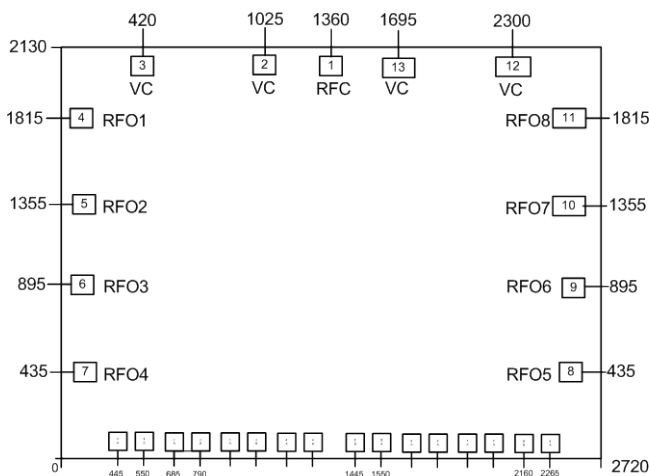 420 1025 1360 1695 2300
2130
3 2 1 13 12
VC VC RFC VC VC
1815 4 RFO1 RFO8 11 1815
1355 5 RFO2 RFO7 10 1355
895 6 RFO3 RFO6 9 895
435 7 RFO4 RFO5 8 435
0 2720
445 550 685 790 1445 1550 2160 2265